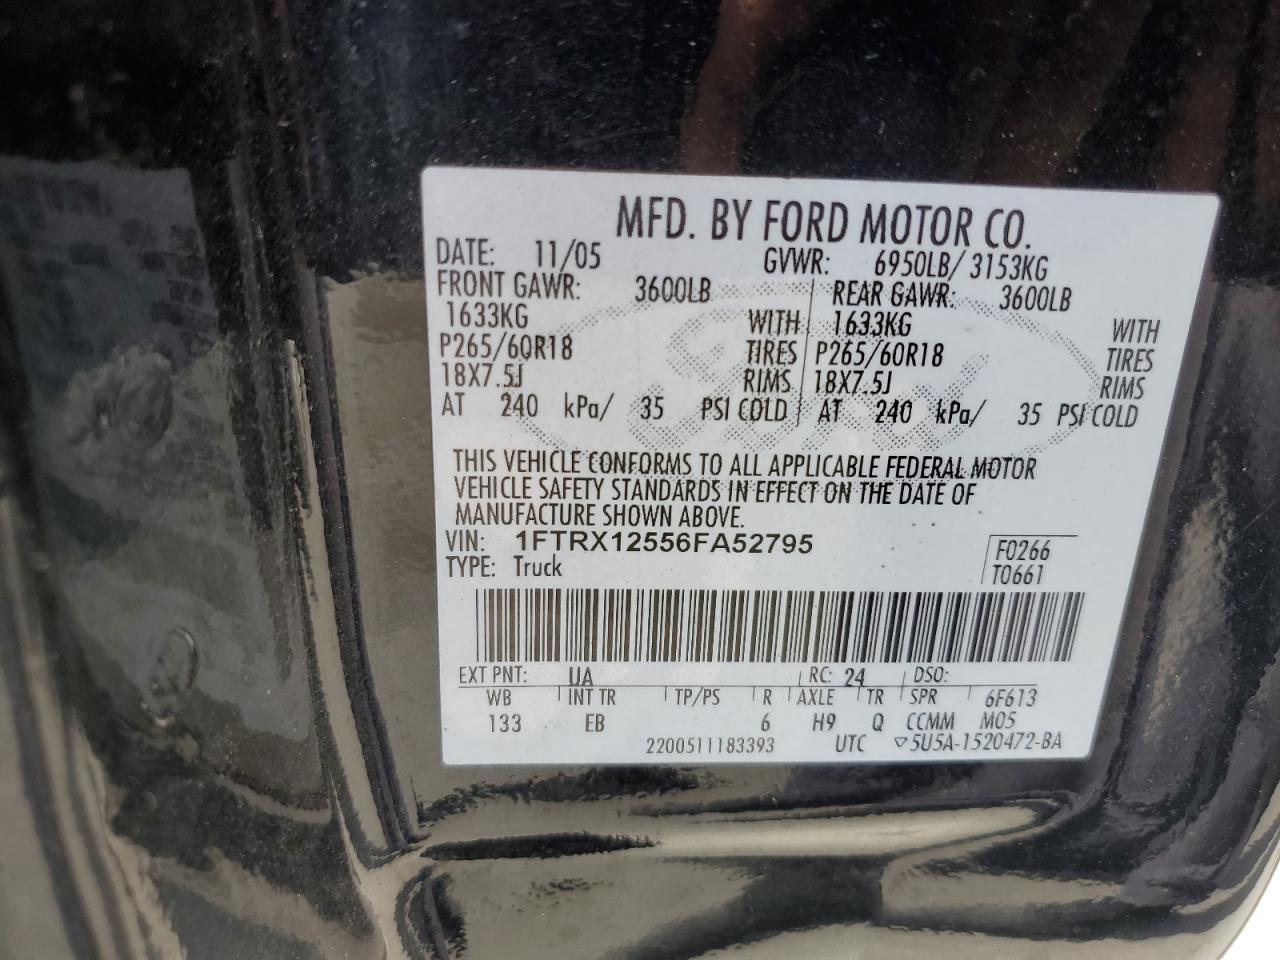 MFD. BY FORD MOTOR CO.
DATE: 11/05 GVWR: 6950LB/ 3153KG
FRONT GAWR: 3600LB REAR GAWR: 3600LB
1633KG WITH 1633KG WITH
P265/60R18 TIRES P265/60R18 TIRES
18X7.5J RIMS 18X7.5J RIMS
AT 240 kPa/ 35 PSI COLD AT 240 kPa/ 35 PSI COLD
THIS VEHICLE CONFORMS TO ALL APPLICABLE FEDERAL MOTOR
VEHICLE SAFETY STANDARDS IN EFFECT ON THE DATE OF
MANUFACTURE SHOWN ABOVE.
VIN: 1FTRX12556FA52795 F0266
TYPE: Truck T0661
EXT PNT: UA RC: 24 DSO:
WB INT TR TP/PS R AXLE TR SPR 6F613
133 EB 6 H9 Q CCMM M05
2200511183393 UTC ▽5U5A-1520472-BA